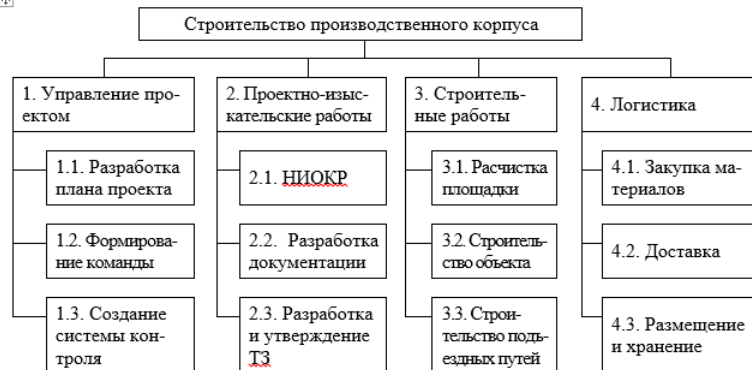 Строительство производственного корпуса
1. Управление про-
ектом
2. Проектно-изыс-
кательские работы
3. Строитель-
ные работы
4. Логистика
1.1. Разработка
плана проекта
2.1. НИОКР
3.1. Расчистка
площадки
4.1. Закупка ма-
териалов
1.2. Формирова-
ние команды
2.2. Разработка
документации
3.2. Строитель-
ство объекта
4.2. Доставка
1.3. Создание
системы кон-
троля
2.3. Разработка
и утверждение
ТЗ
3.3. Строи-
тельство подъ-
ездных путей
4.3. Размещение
и хранение